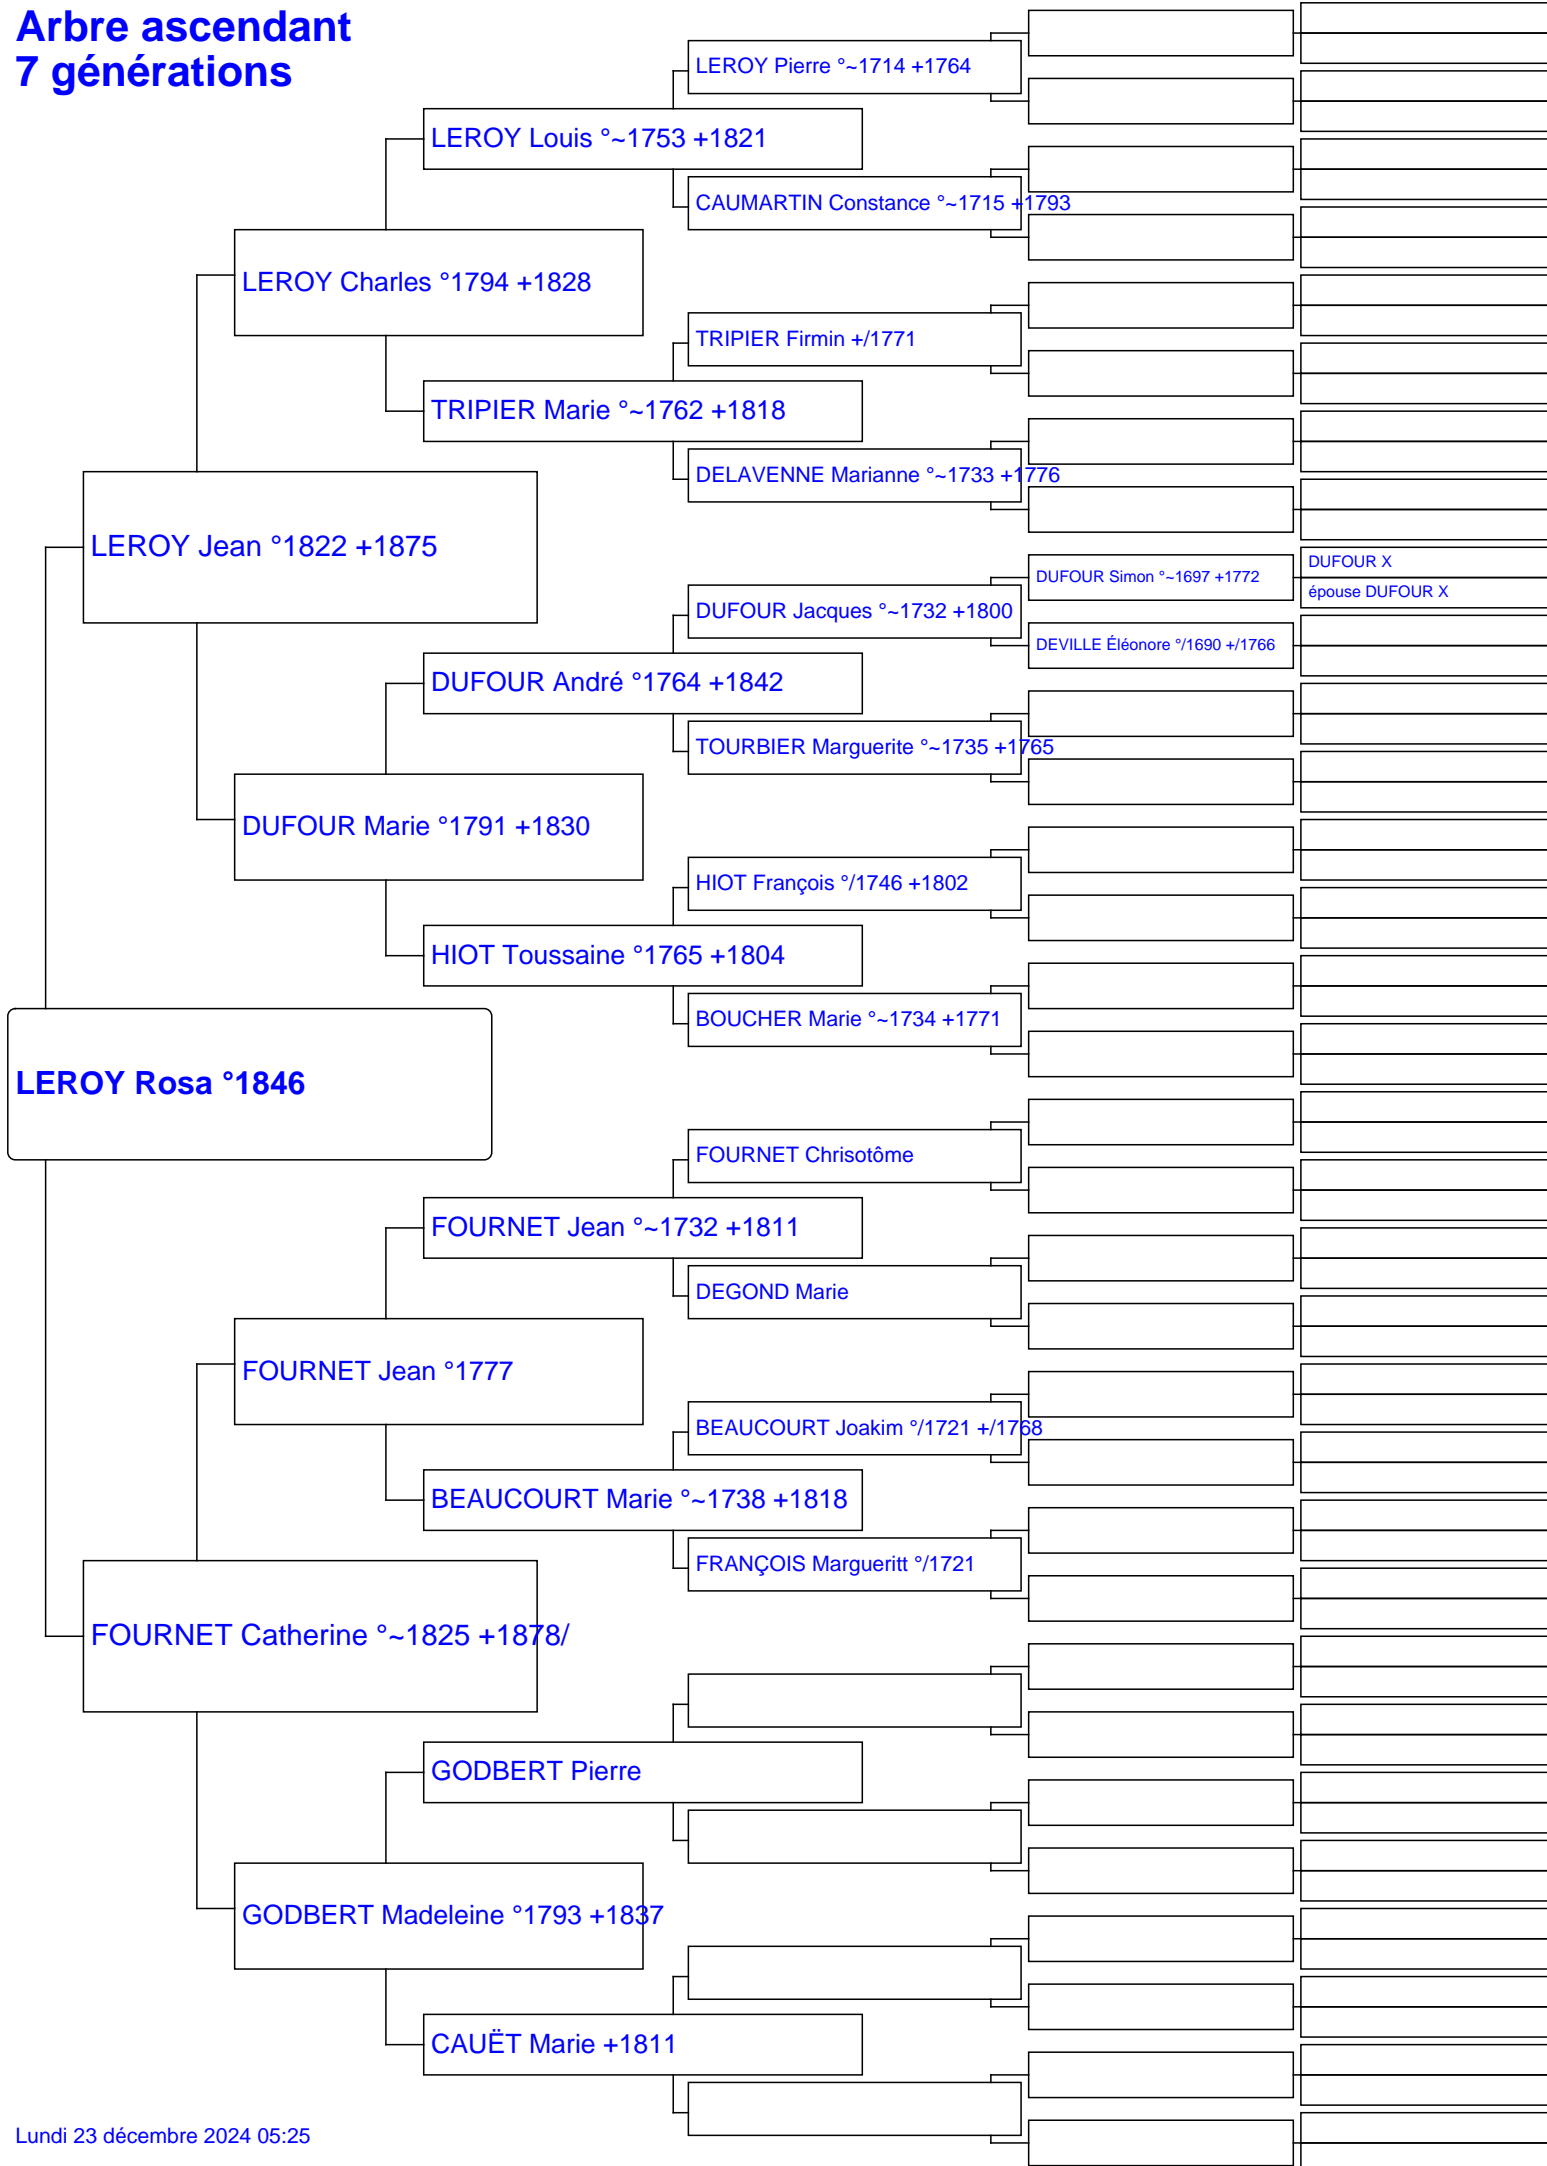 Arbre ascendant
7 générations
LEROY Pierre °~1714 +1764
LEROY Louis °~1753 +1821
CAUMARTIN Constance °~1715 +1793
LEROY Charles °1794 +1828
TRIPIER Firmin +/1771
TRIPIER Marie °~1762 +1818
DELAVENNE Marianne °~1733 +1776
LEROY Jean °1822 +1875
DUFOUR X
DUFOUR Simon °~1697 +1772
épouse DUFOUR X
DUFOUR Jacques °~1732 +1800
DEVILLE Éléonore °/1690 +/1766
DUFOUR André °1764 +1842
TOURBIER Marguerite °~1735 +1765
DUFOUR Marie °1791 +1830
HIOT François °/1746 +1802
HIOT Toussaine °1765 +1804
BOUCHER Marie °~1734 +1771
LEROY Rosa °1846
FOURNET Chrisotôme
FOURNET Jean °~1732 +1811
DEGOND Marie
FOURNET Jean °1777
BEAUCOURT Joakim °/1721 +/1768
BEAUCOURT Marie °~1738 +1818
FRANÇOIS Margueritt °/1721
FOURNET Catherine °~1825 +1878/
GODBERT Pierre
GODBERT Madeleine °1793 +1837
CAUËT Marie +1811
Lundi 23 décembre 2024 05:25